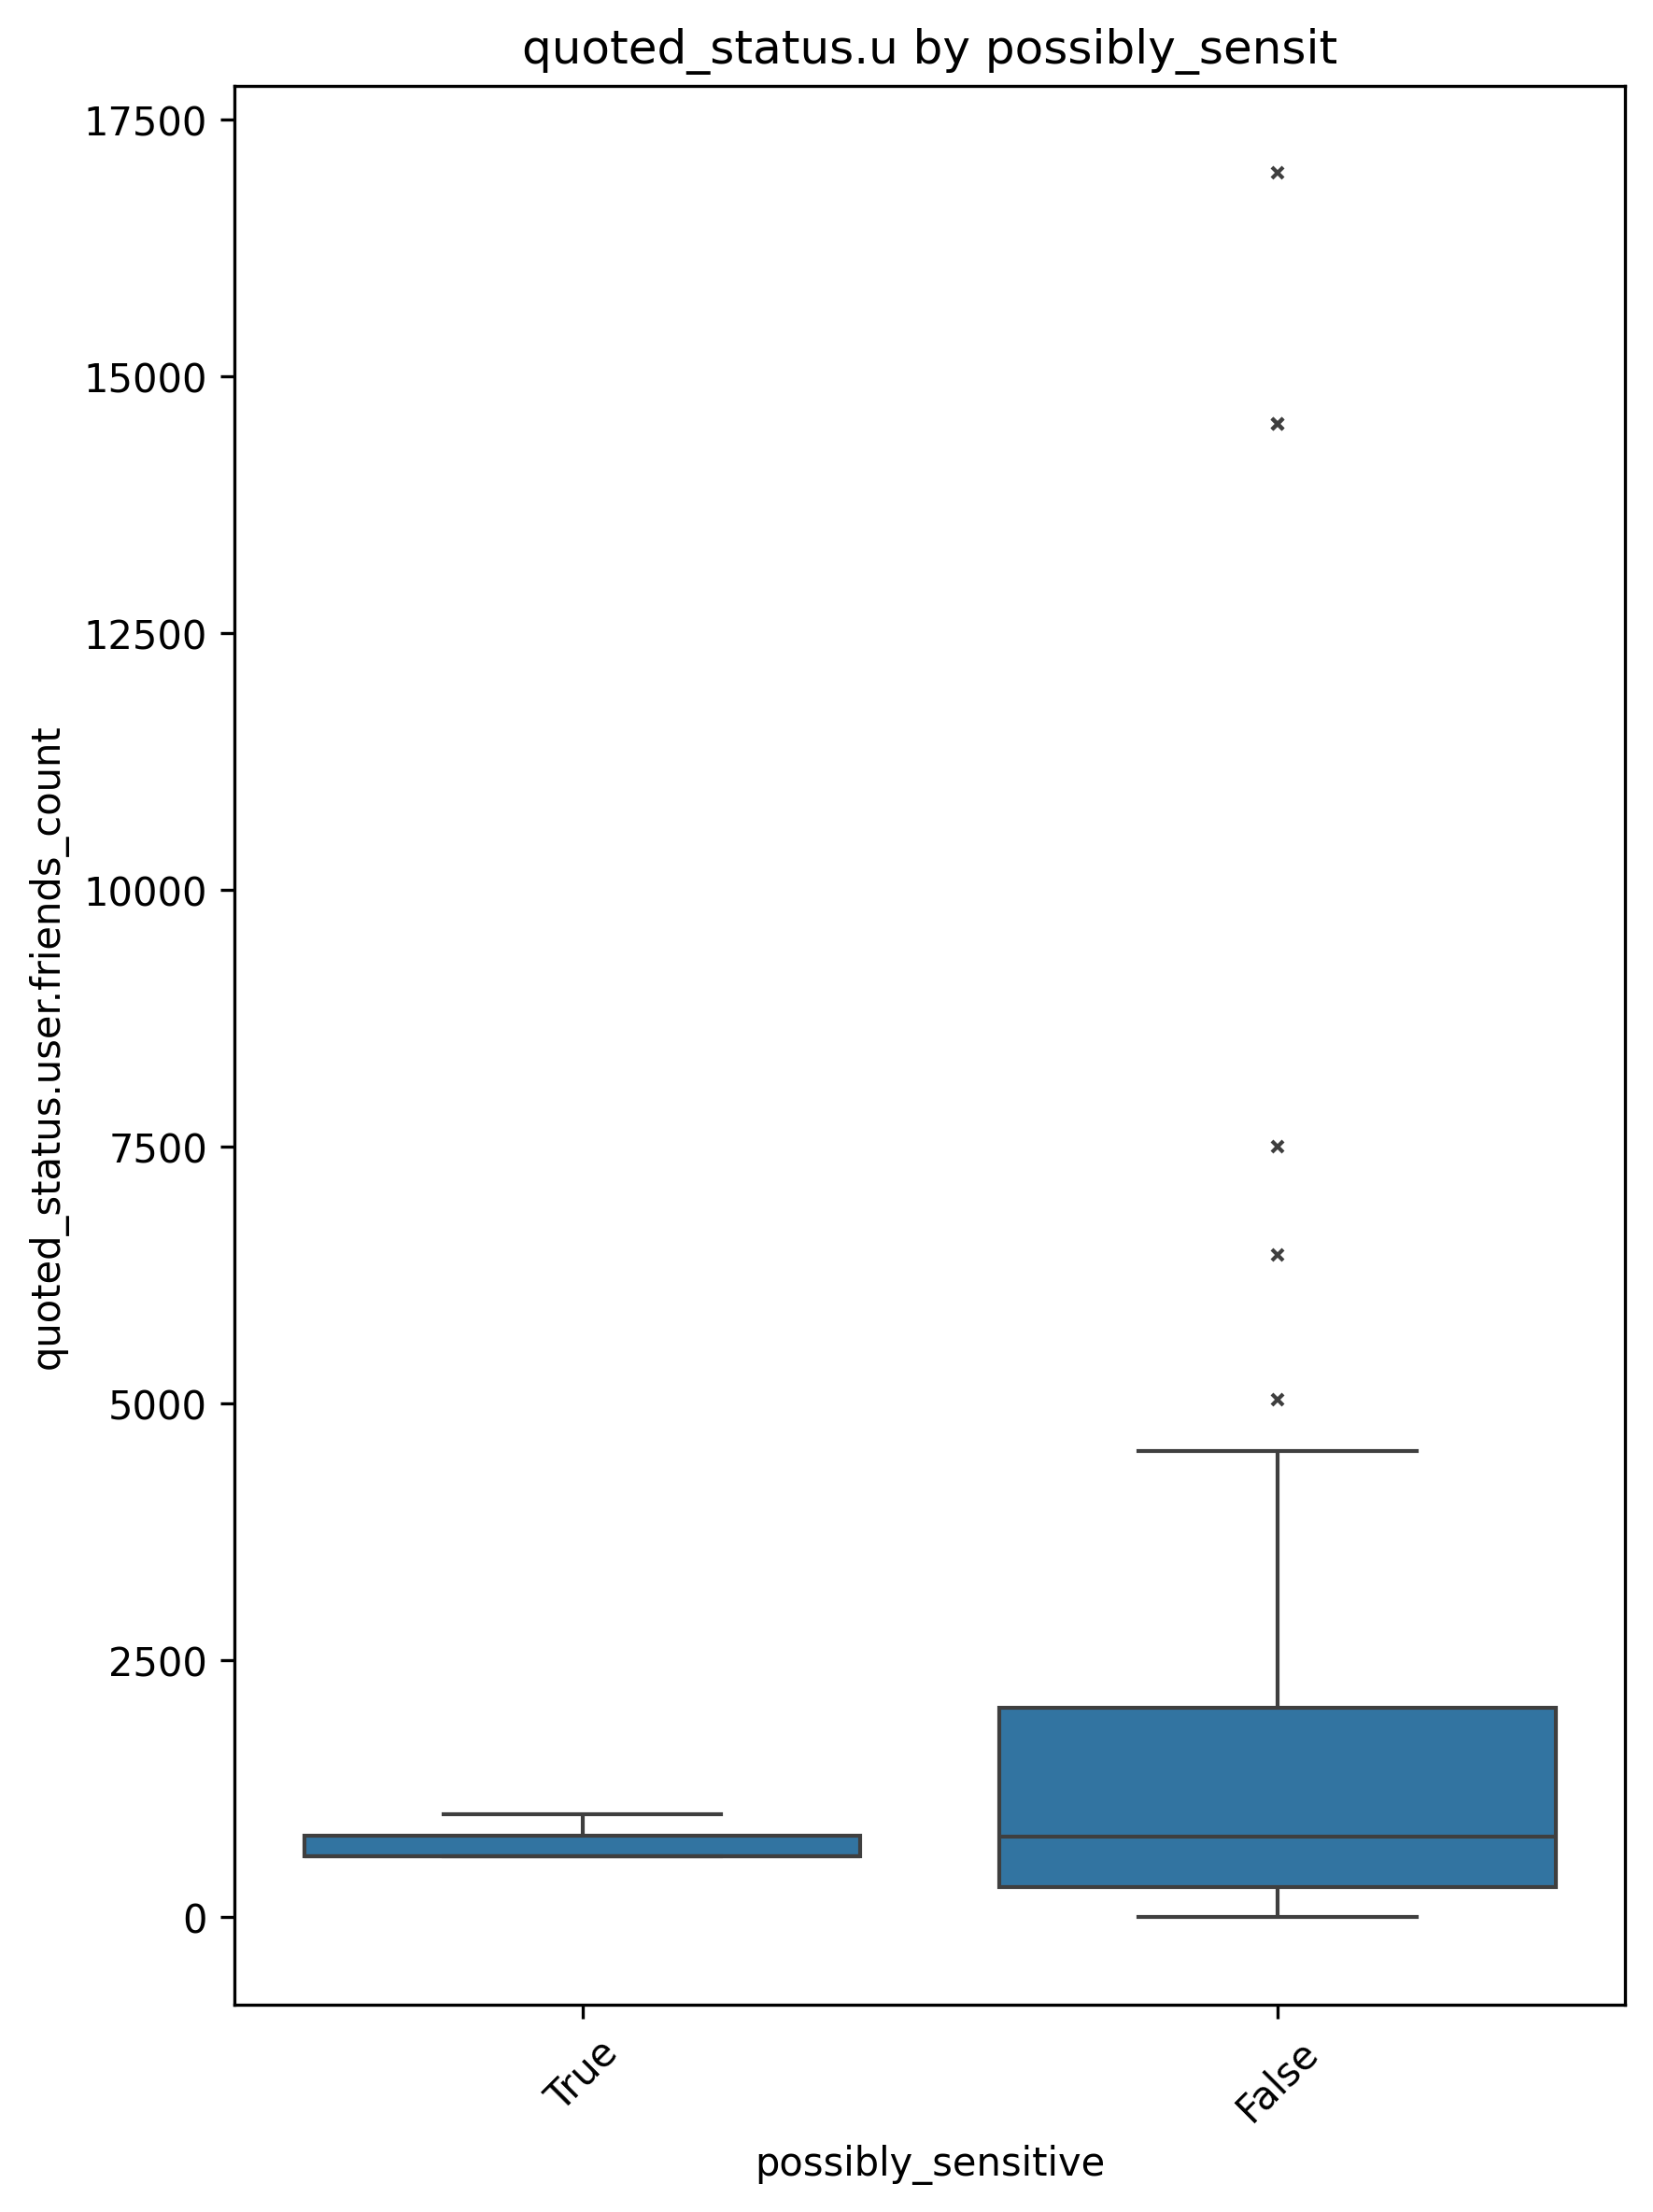 quoted_status.u by possibly_sensit
17500
15000
12500
10000
7500
5000
2500
0
quoted_status.user.friends_count
True
False
possibly_sensitive